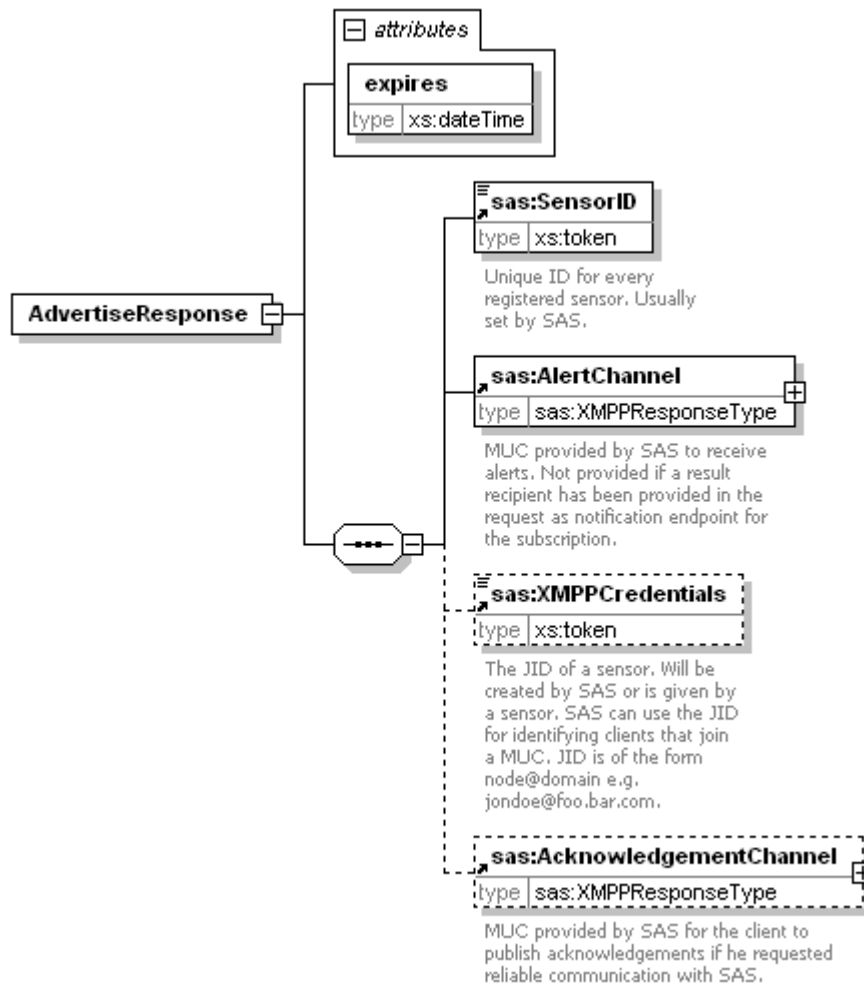 attributes
expires
type xs:dateTime
sas:SensorID
type xs:token
Unique ID for every
registered sensor. Usually
set by SAS.
AdvertiseResponse
sas:AlertChannel
type sas:XMPPResponseType
MUC provided by SAS to receive
alerts. Not provided if a result
recipient has been provided in the
request as notification endpoint for
the subscription.
sas:XMPPCredentials
type xs:token
The JID of a sensor. Will be
created by SAS or is given by
a sensor. SAS can use the JID
for identifying clients that join
a MUC. JID is of the form
node@domain e.g.
jondoe@foo.bar.com.
sas:AcknowledgementChannel
type sas:XMPPResponseType
MUC provided by SAS for the client to
publish acknowledgements if he requested
reliable communication with SAS.